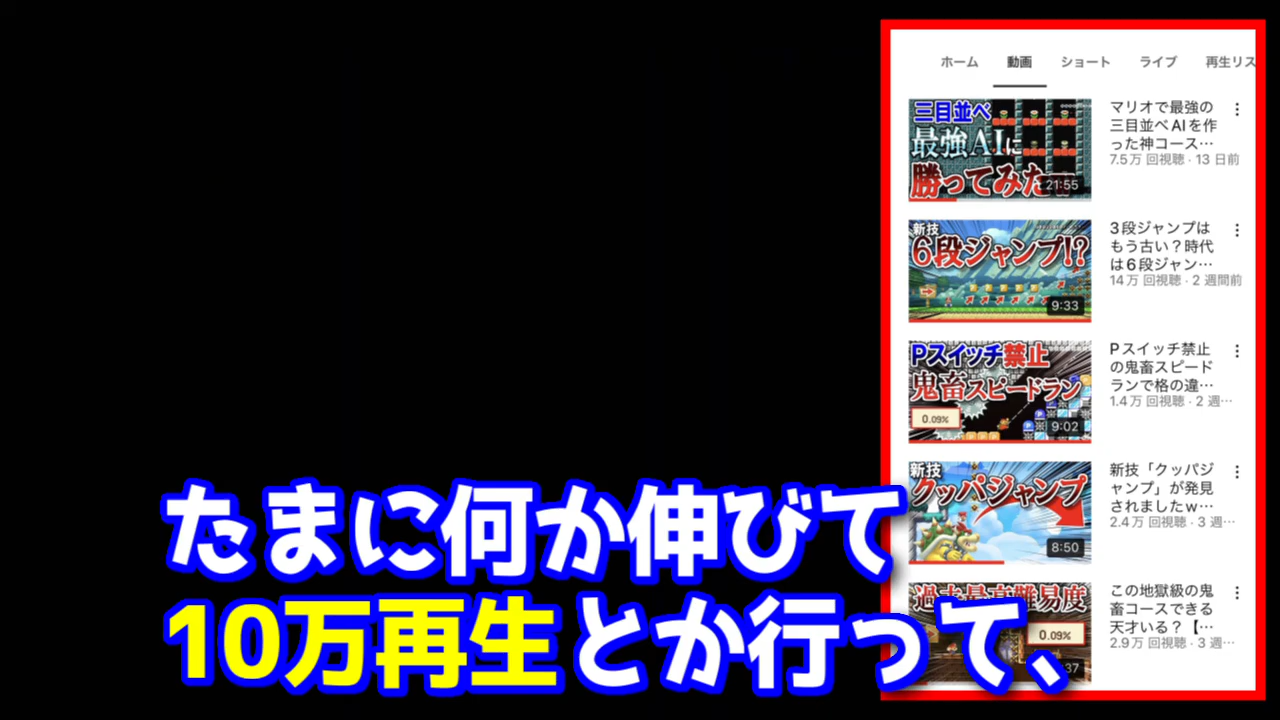 ホーム 動画 ショート ライブ 再生リス
三目並べ
最強AIに
勝ってみた
21:55
マリオで最強の
三目並べAIを作
った神コース…
7.5万 回視聴・13 日前
新技
6段ジャンプ!?
9:33
3段ジャンプは
もう古い？時代
は6段ジャン…
14万 回視聴・2 週間前
Pスイッチ禁止
鬼畜スピードラン
0.09%
9:02
Pスイッチ禁止
の鬼畜スピード
ランで格の違…
1.4万 回視聴・2 週…
新技
クッパジャンプ
8:50
新技「クッパジ
ャンプ」が発見
されましたw…
2.4万 回視聴・3 週…
過去最高難易度
0.09%
37
この地獄級の鬼
畜コースできる
天才いる？【…
2.9万 回視聴・3 週…
たまに何か伸びて
10万再生とか行って、